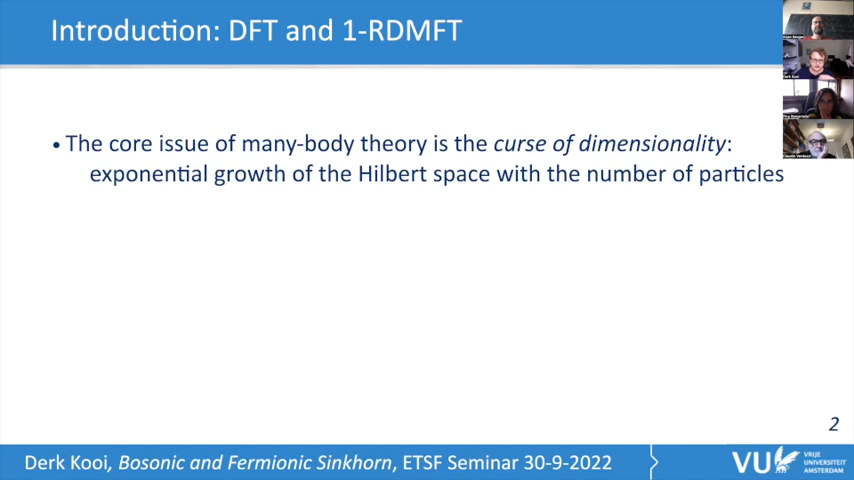 Introduction: DFT and 1-RDMFT
• The core issue of many-body theory is the curse of dimensionality:
exponential growth of the Hilbert space with the number of particles
2
Derk Kooi, Bosonic and Fermionic Sinkhorn, ETSF Seminar 30-9-2022
VU
VRIJE
UNIVERSITEIT
AMSTERDAM
Derk Kooi